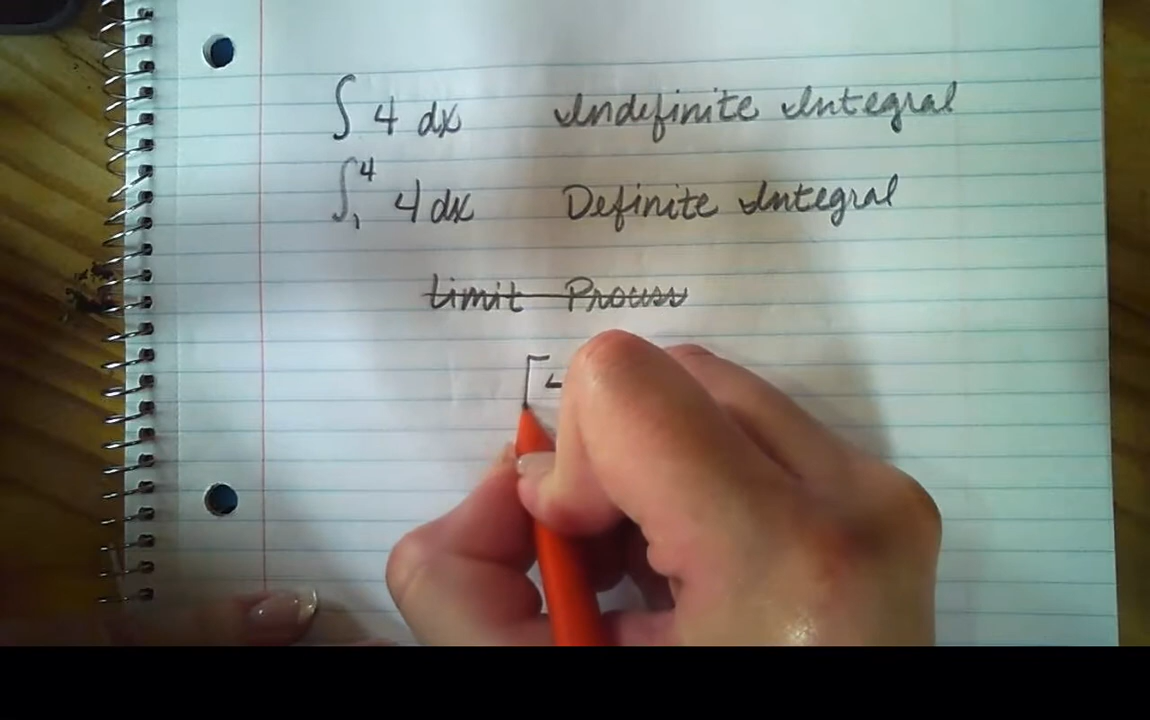 ∫ 4 dx Indefinite Integral
∫₁⁴ 4 dx Definite Integral
Limit Process
[